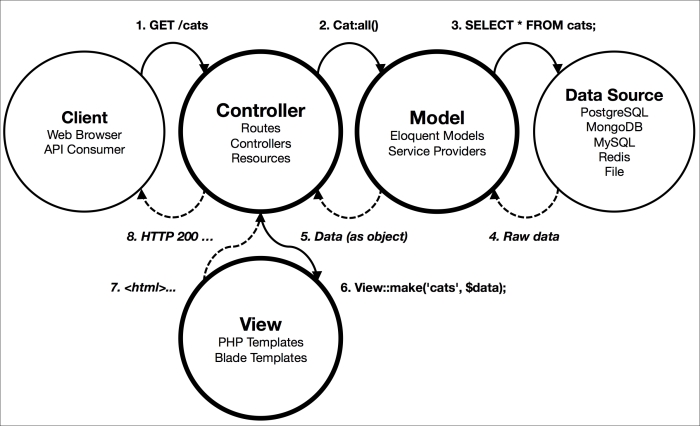 1. GET /cats
2. Cat:all()
3. SELECT * FROM cats;
Client
Web Browser
API Consumer
Controller
Routes
Controllers
Resources
Model
Eloquent Models
Service Providers
Data Source
PostgreSQL
MongoDB
MySQL
Redis
File
8. HTTP 200 ...
5. Data (as object)
4. Raw data
7. <html>...
6. View::make('cats', $data);
View
PHP Templates
Blade Templates